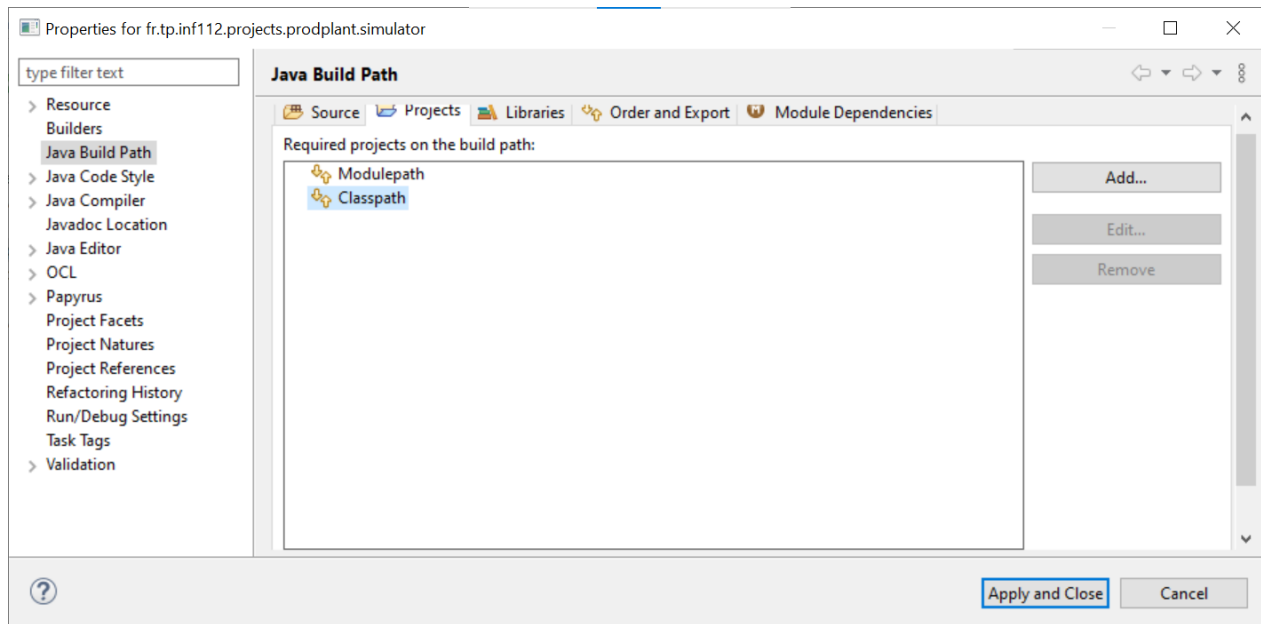 Properties for fr.tp.inf112.projects.prodplant.simulator
type filter text
Resource
Builders
Java Build Path
Java Code Style
Java Compiler
Javadoc Location
Java Editor
OCL
Papyrus
Project Facets
Project Natures
Project References
Refactoring History
Run/Debug Settings
Task Tags
Validation
Java Build Path
Source Projects Libraries Order and Export Module Dependencies
Required projects on the build path:
Modulepath
Classpath
Add...
Edit...
Remove
?
Apply and Close Cancel